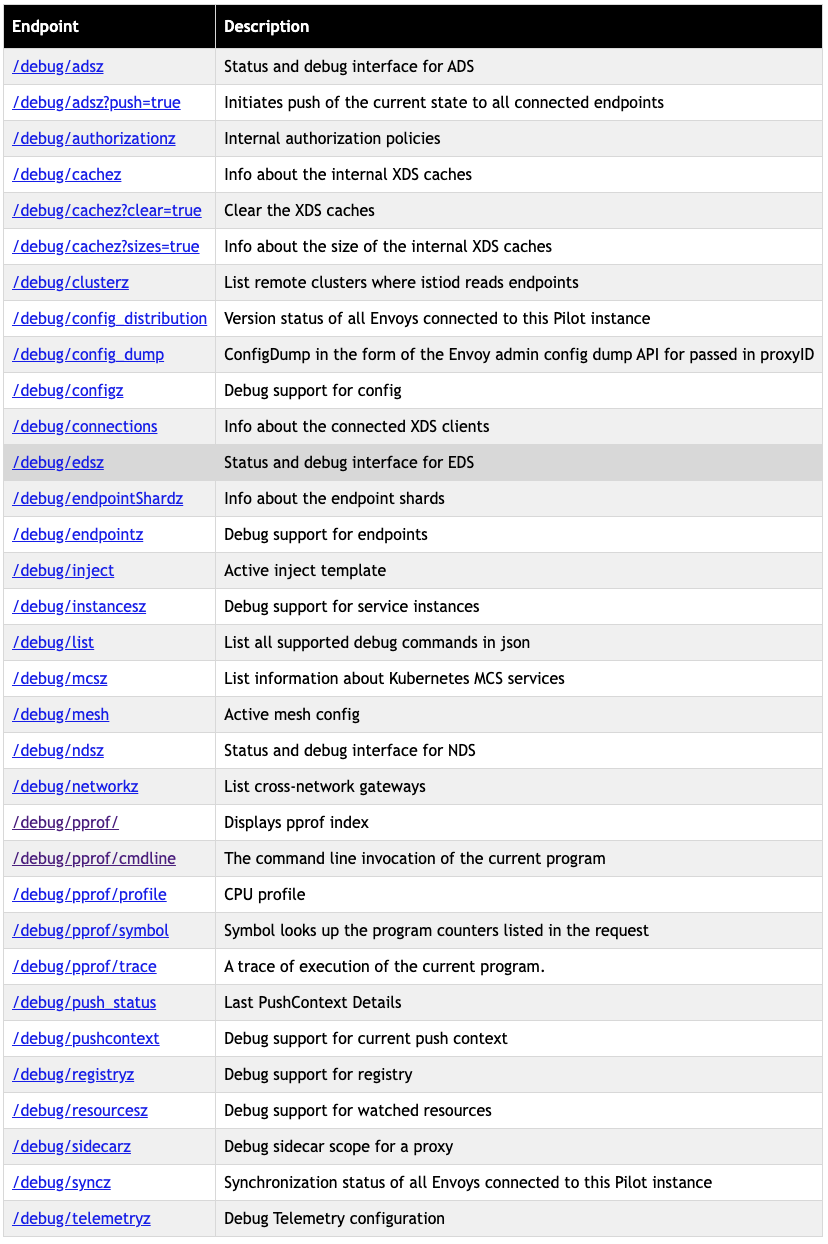 Endpoint Description
/debug/adsz Status and debug interface for ADS
/debug/adsz?push=true Initiates push of the current state to all connected endpoints
/debug/authorizationz Internal authorization policies
/debug/cachez Info about the internal XDS caches
/debug/cachez?clear=true Clear the XDS caches
/debug/cachez?sizes=true Info about the size of the internal XDS caches
/debug/clusterz List remote clusters where istiod reads endpoints
/debug/config_distribution Version status of all Envoys connected to this Pilot instance
/debug/config_dump ConfigDump in the form of the Envoy admin config dump API for passed in proxyID
/debug/configz Debug support for config
/debug/connections Info about the connected XDS clients
/debug/edsz Status and debug interface for EDS
/debug/endpointShardz Info about the endpoint shards
/debug/endpointz Debug support for endpoints
/debug/inject Active inject template
/debug/instancesz Debug support for service instances
/debug/list List all supported debug commands in json
/debug/mcsz List information about Kubernetes MCS services
/debug/mesh Active mesh config
/debug/ndsz Status and debug interface for NDS
/debug/networkz List cross-network gateways
/debug/pprof/ Displays pprof index
/debug/pprof/cmdline The command line invocation of the current program
/debug/pprof/profile CPU profile
/debug/pprof/symbol Symbol looks up the program counters listed in the request
/debug/pprof/trace A trace of execution of the current program.
/debug/push_status Last PushContext Details
/debug/pushcontext Debug support for current push context
/debug/registryz Debug support for registry
/debug/resourcesz Debug support for watched resources
/debug/sidecarz Debug sidecar scope for a proxy
/debug/syncz Synchronization status of all Envoys connected to this Pilot instance
/debug/telemetryz Debug Telemetry configuration